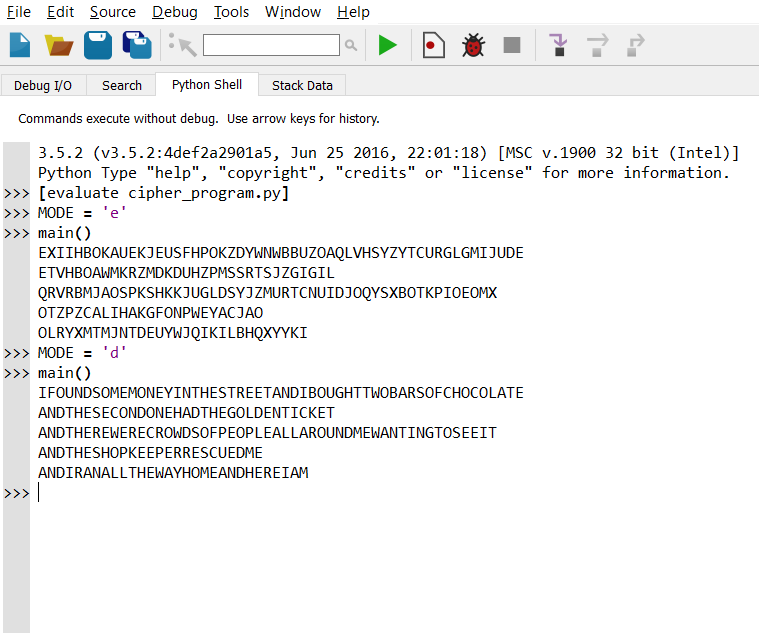 File Edit Source Debug Tools Window Help
Debug I/O Search Python Shell Stack Data
Commands execute without debug. Use arrow keys for history.
3.5.2 (v3.5.2:4def2a2901a5, Jun 25 2016, 22:01:18) [MSC v.1900 32 bit (Intel)]
Python Type "help", "copyright", "credits" or "license" for more information.
>>> [evaluate cipher_program.py]
>>> MODE = 'e'
>>> main()
EXIIHBOKAUEKJEUSFHPOKZDYWNWBBUZOAQLVHSYZYTCURGLGMIJUDE
ETVHBOAWMKRZMDKDUHZPMSSRTSJZGIGIL
QRVRBMJAOSPKSHKKJUGLDSYJZMURTCNUIDJOQYSXBOTKPIOEOMX
OTZPZCALIHAKGFONPWEYACJAO
OLRYXMTMJNTDEUYWJQIKILBHQXYYKI
>>> MODE = 'd'
>>> main()
IFOUNDSOMEMONEYINTHESTREETANDIBOUGHTTWOBARSOFCHOCOLATE
ANDTHESECONDONEHADTHEGOLDENTICKET
ANDTHEREWERECROWDSOFPEOPLEALLAROUNDMEWANTINGTOSEEIT
ANDTHESHOPKEEPERRESCUEDME
ANDIRANALLTHEWAYHOMEANDHEREIAM
>>>